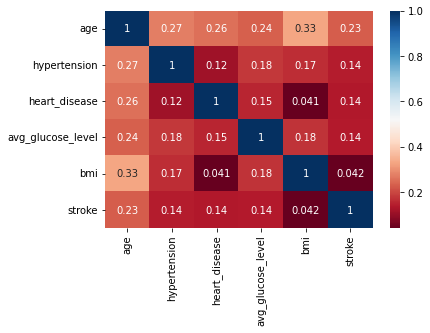 age 1 0.27 0.26 0.24 0.33 0.23
hypertension 0.27 1 0.12 0.18 0.17 0.14
heart_disease 0.26 0.12 1 0.15 0.041 0.14
avg_glucose_level 0.24 0.18 0.15 1 0.18 0.14
bmi 0.33 0.17 0.041 0.18 1 0.042
stroke 0.23 0.14 0.14 0.14 0.042 1
age
hypertension
heart_disease
avg_glucose_level
bmi
stroke
1.0
0.8
0.6
0.4
0.2